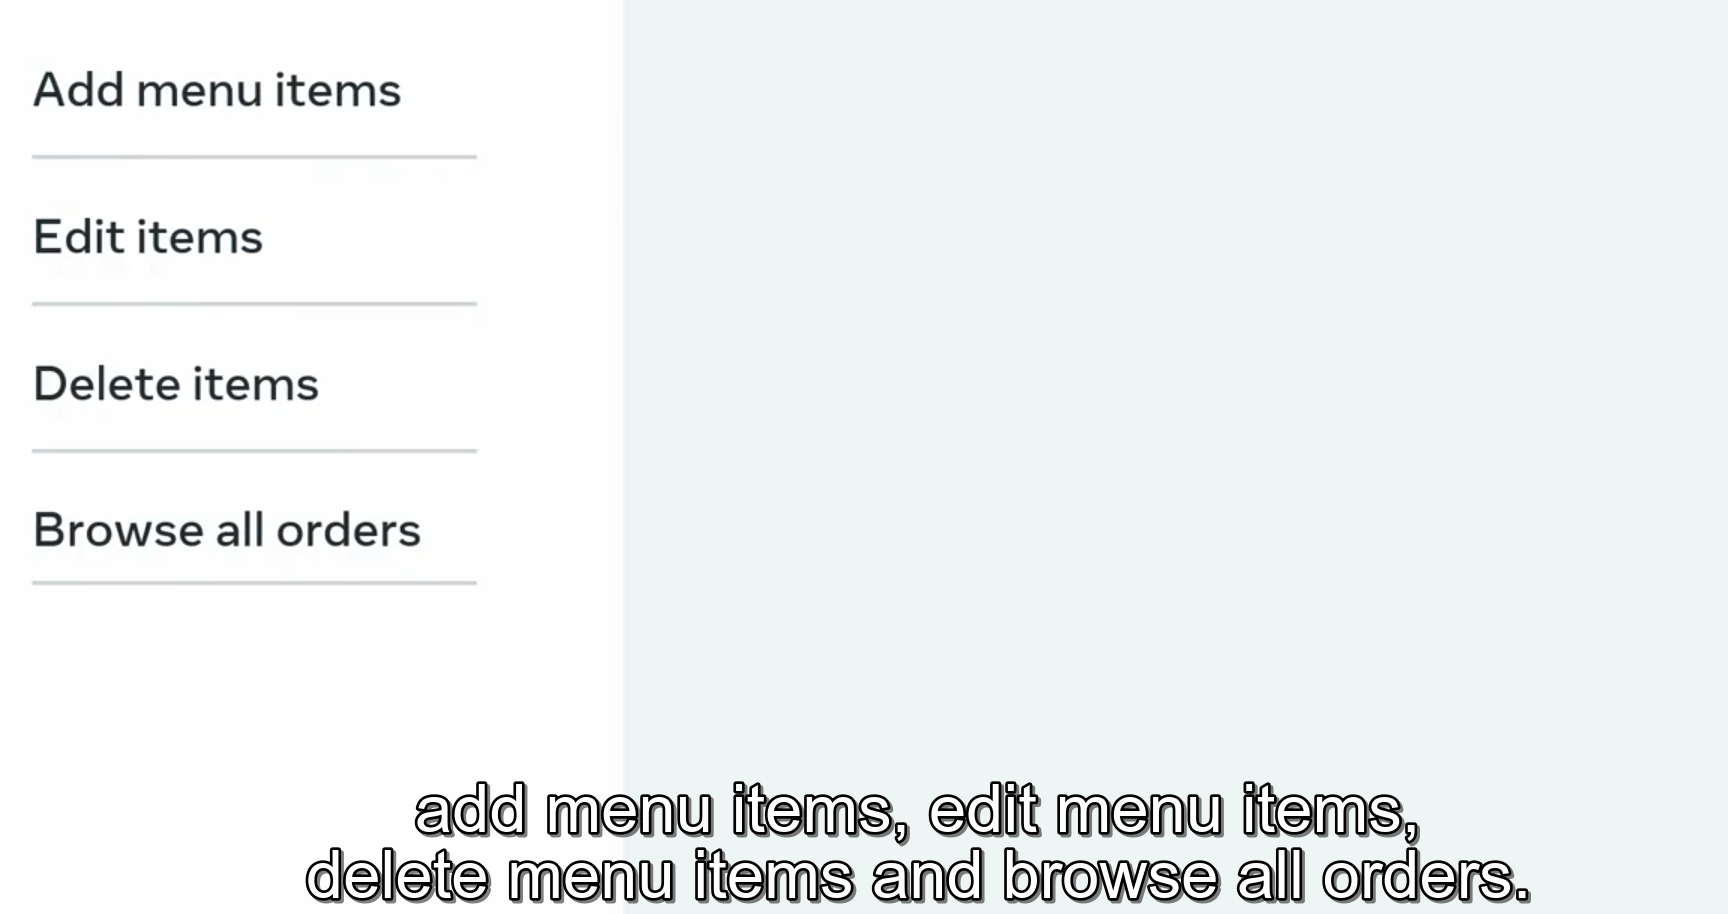 Add menu items
Edit items
Delete items
Browse all orders
add menu items, edit menu items,
delete menu items and browse all orders.